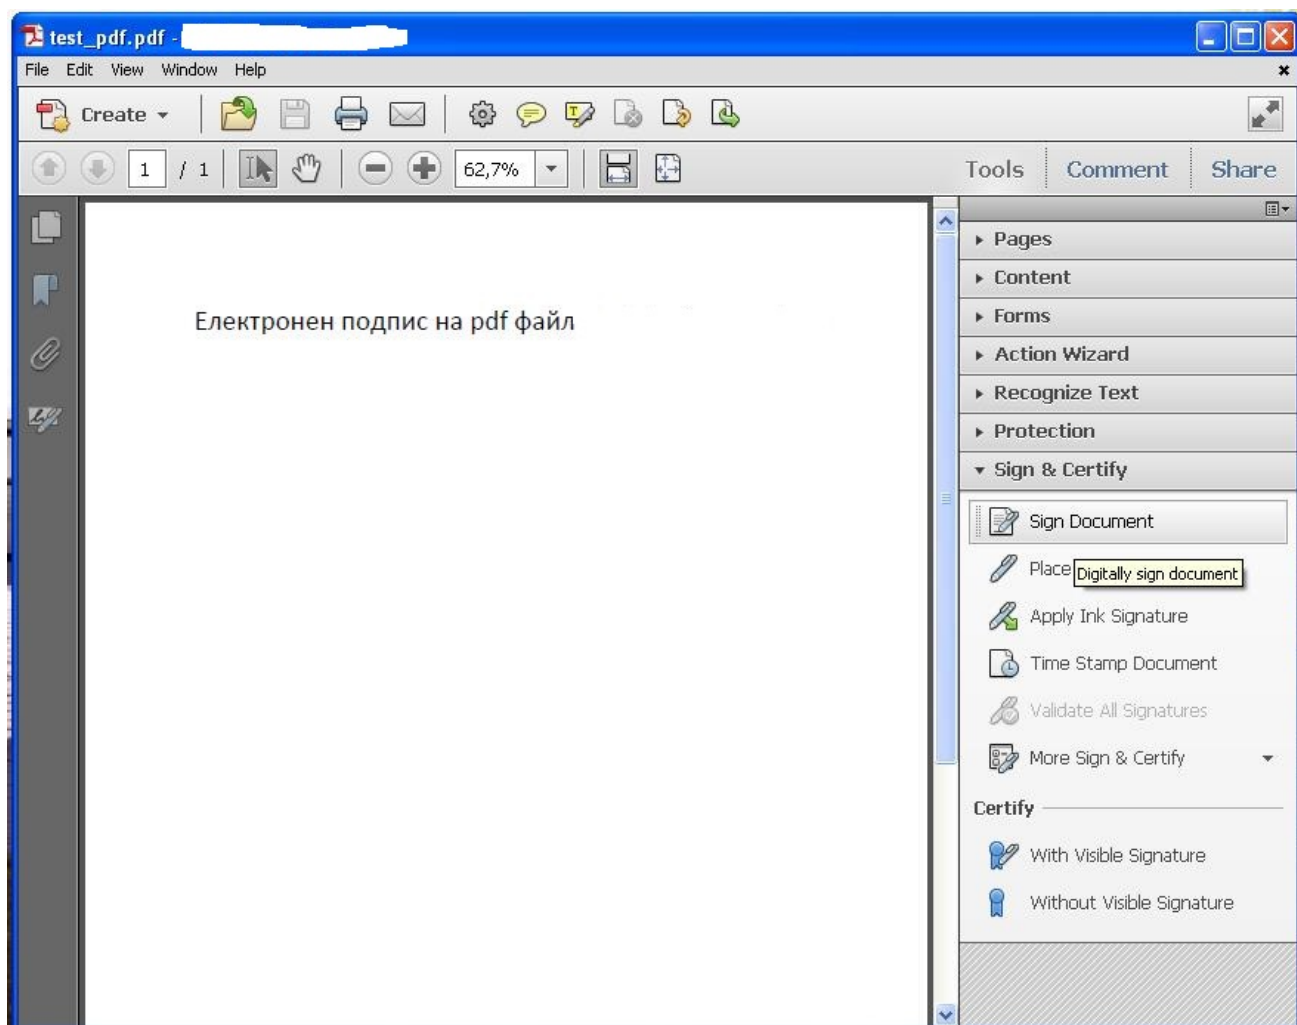 test_pdf.pdf -
File Edit View Window Help
Create
1 / 1 62,7% Tools Comment Share
Pages
Content
Електронен подпис на pdf файл
Forms
Action Wizard
Recognize Text
Protection
Sign & Certify
Sign Document
Place
Digitally sign document
Apply Ink Signature
Time Stamp Document
Validate All Signatures
More Sign & Certify
Certify
With Visible Signature
Without Visible Signature